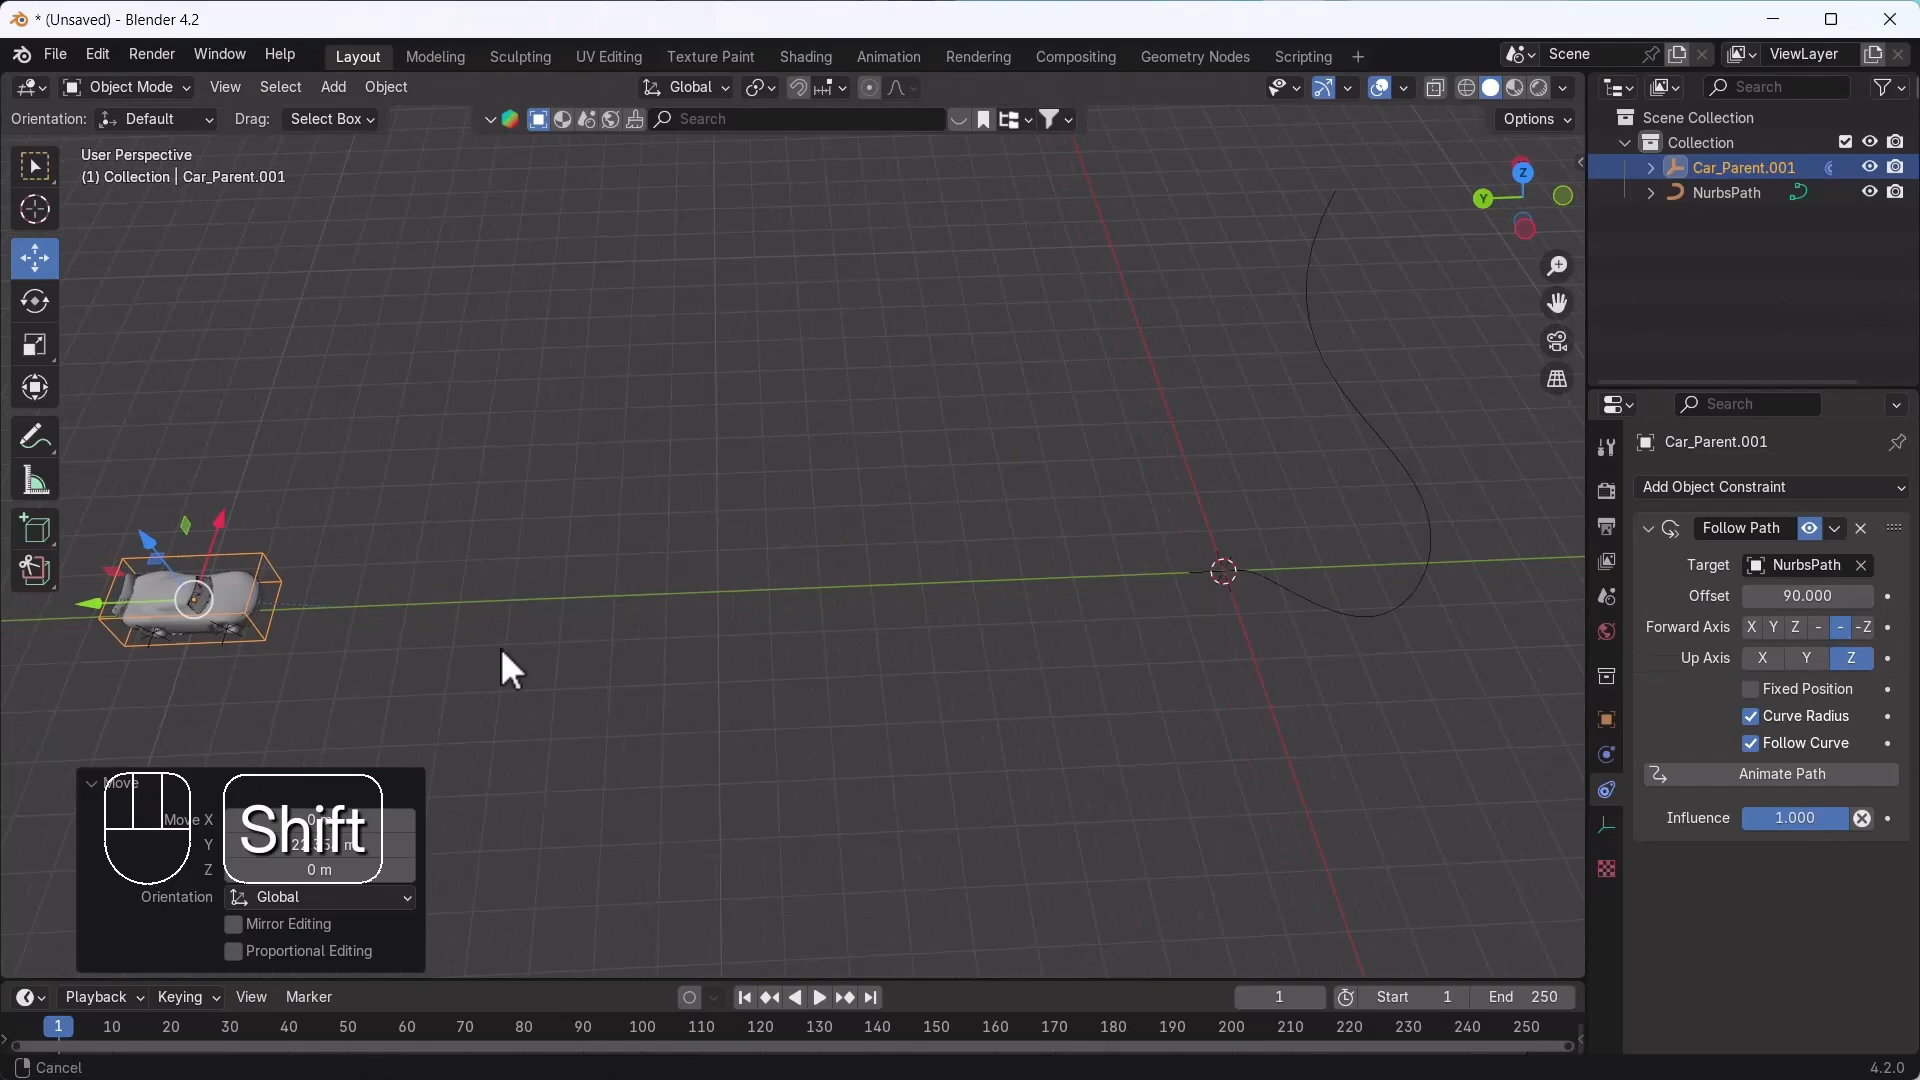 * (Unsaved) - Blender 4.2
File Edit Render Window Help Layout Modeling Sculpting UV Editing Texture Paint Shading Animation Rendering Compositing Geometry Nodes Scripting + Scene ViewLayer
Object Mode View Select Add Object Global Search
Orientation: Default Drag: Select Box Search Options
User Perspective
(1) Collection | Car_Parent.001
Z
Y
Scene Collection
Collection
Car_Parent.001
NurbsPath
Search
Car_Parent.001
Add Object Constraint
Follow Path
Target NurbsPath
Offset 90.000
Forward Axis X Y Z - - -Z
Up Axis X Y Z
Fixed Position
Curve Radius
Follow Curve
Animate Path
Influence 1.000
Move
Move X 0 m
Y
Z 0 m
Shift
Orientation Global
Mirror Editing
Proportional Editing
Playback Keying View Marker 1 Start 1 End 250
1 10 20 30 40 50 60 70 80 90 100 110 120 130 140 150 160 170 180 190 200 210 220 230 240 250
Cancel 4.2.0